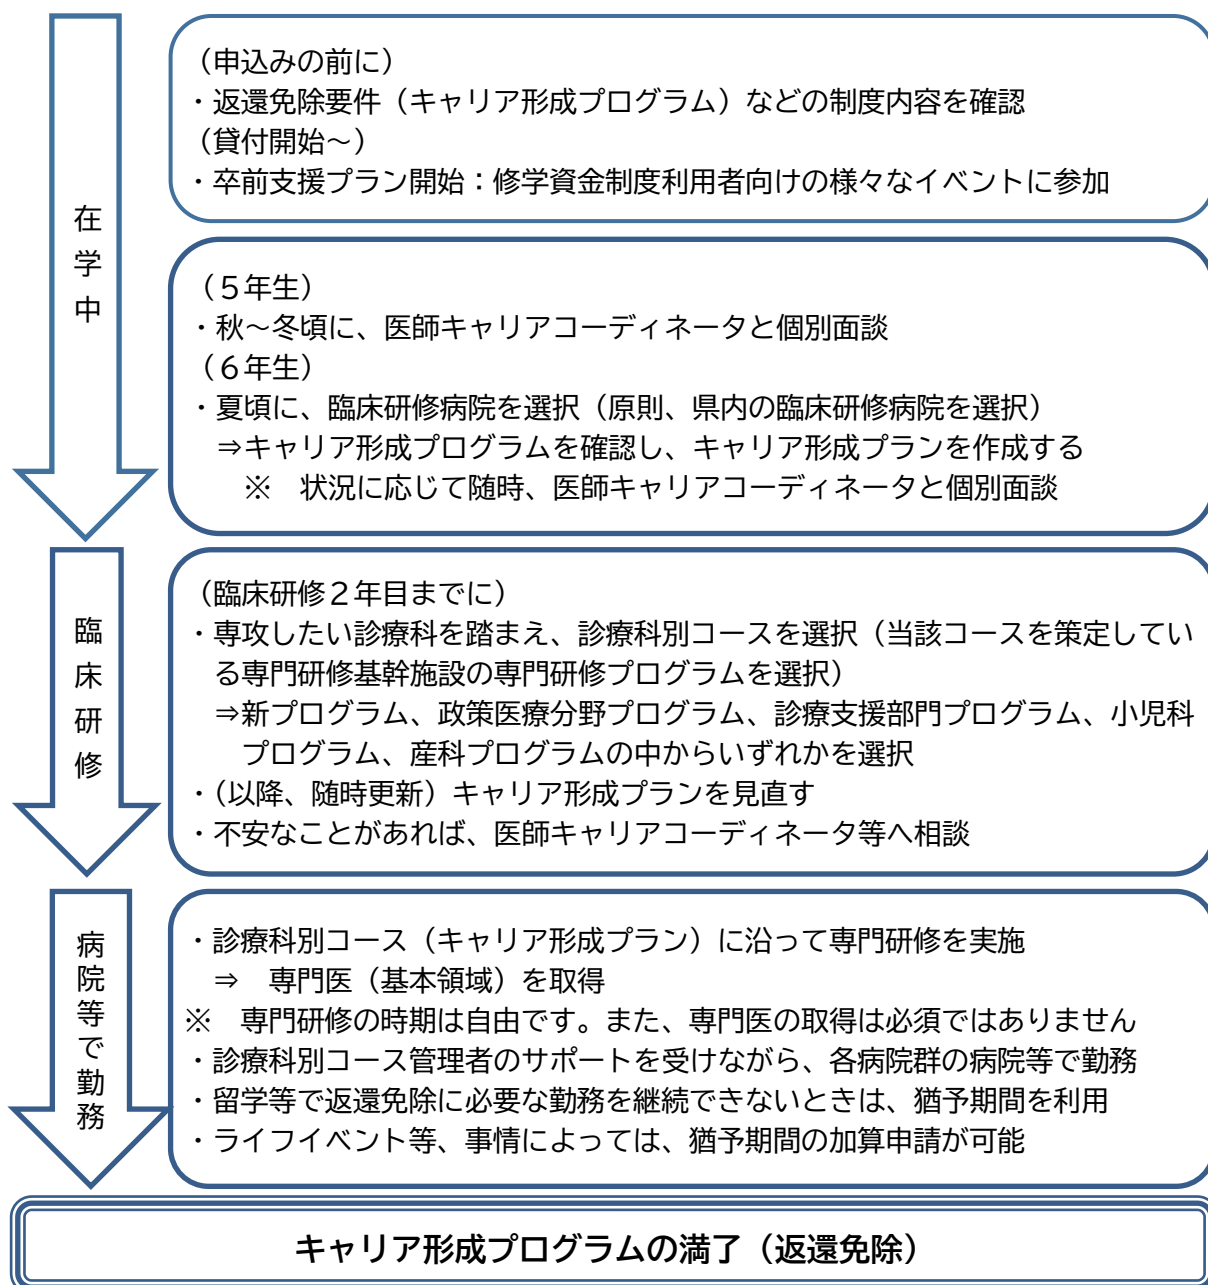 在学中
（申込みの前に）
・返還免除要件（キャリア形成プログラム）などの制度内容を確認
（貸付開始～）
・卒前支援プラン開始：修学資金制度利用者向けの様々なイベントに参加
（５年生）
・秋～冬頃に、医師キャリアコーディネータと個別面談
（６年生）
・夏頃に、臨床研修病院を選択（原則、県内の臨床研修病院を選択）
⇒キャリア形成プログラムを確認し、キャリア形成プランを作成する
※　状況に応じて随時、医師キャリアコーディネータと個別面談
臨床研修
（臨床研修２年目までに）
・専攻したい診療科を踏まえ、診療科別コースを選択（当該コースを策定してい
る専門研修基幹施設の専門研修プログラムを選択）
⇒新プログラム、政策医療分野プログラム、診療支援部門プログラム、小児科
プログラム、産科プログラムの中からいずれかを選択
・（以降、随時更新）キャリア形成プランを見直す
・不安なことがあれば、医師キャリアコーディネータ等へ相談
病院等で勤務
・診療科別コース（キャリア形成プラン）に沿って専門研修を実施
⇒　専門医（基本領域）を取得
※　専門研修の時期は自由です。また、専門医の取得は必須ではありません
・診療科別コース管理者のサポートを受けながら、各病院群の病院等で勤務
・留学等で返還免除に必要な勤務を継続できないときは、猶予期間を利用
・ライフイベント等、事情によっては、猶予期間の加算申請が可能
キャリア形成プログラムの満了（返還免除）